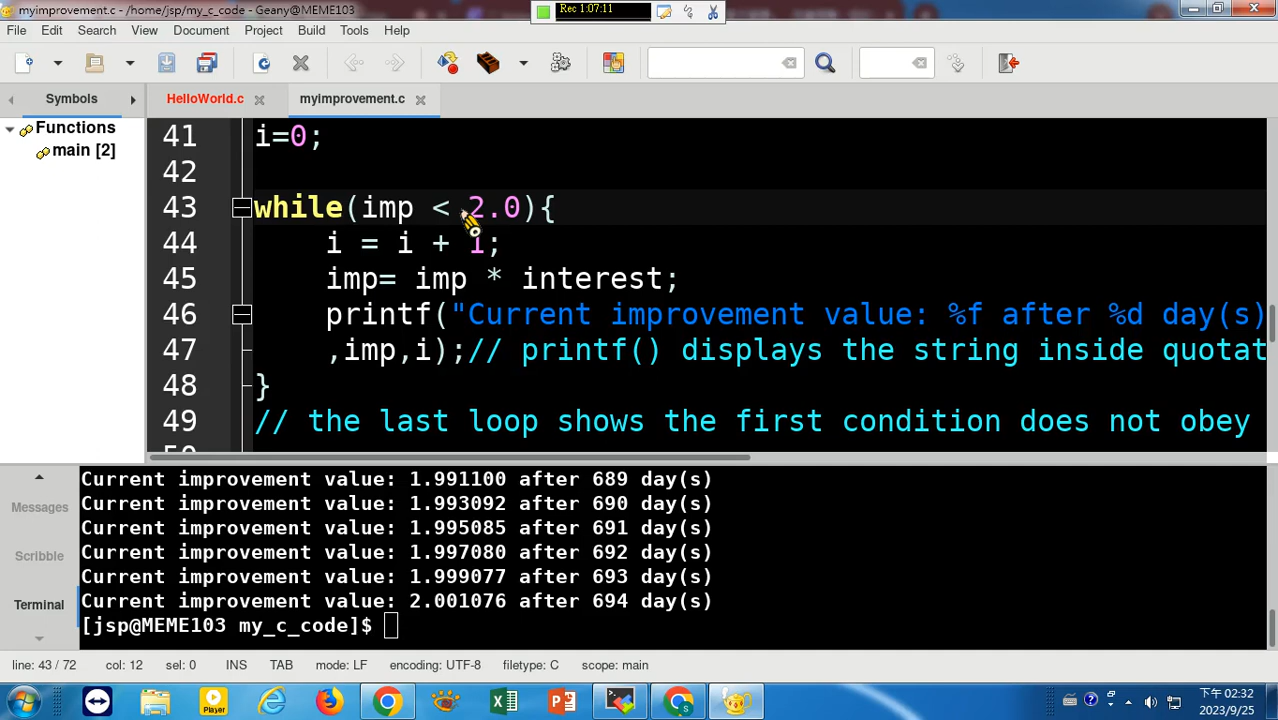 myimprovement.c - /home/jsp/my_c_code - Geany@MEME103
Rec 1:07:11
File Edit Search View Document Project Build Tools Help
Symbols HelloWorld.c myimprovement.c
Functions
main [2]
41 i=0;
42
43 while(imp < 2.0){
44 i = i + 1;
45 imp= imp * interest;
46 printf("Current improvement value: %f after %d day(s)
47 ,imp,i);// printf() displays the string inside quotat
48 }
49 // the last loop shows the first condition does not obey
Messages
Scribble
Terminal
Current improvement value: 1.991100 after 689 day(s)
Current improvement value: 1.993092 after 690 day(s)
Current improvement value: 1.995085 after 691 day(s)
Current improvement value: 1.997080 after 692 day(s)
Current improvement value: 1.999077 after 693 day(s)
Current improvement value: 2.001076 after 694 day(s)
[jsp@MEME103 my_c_code]$
line: 43 / 72 col: 12 sel: 0 INS TAB mode: LF encoding: UTF-8 filetype: C scope: main
Player
下午 02:32
2023/9/25